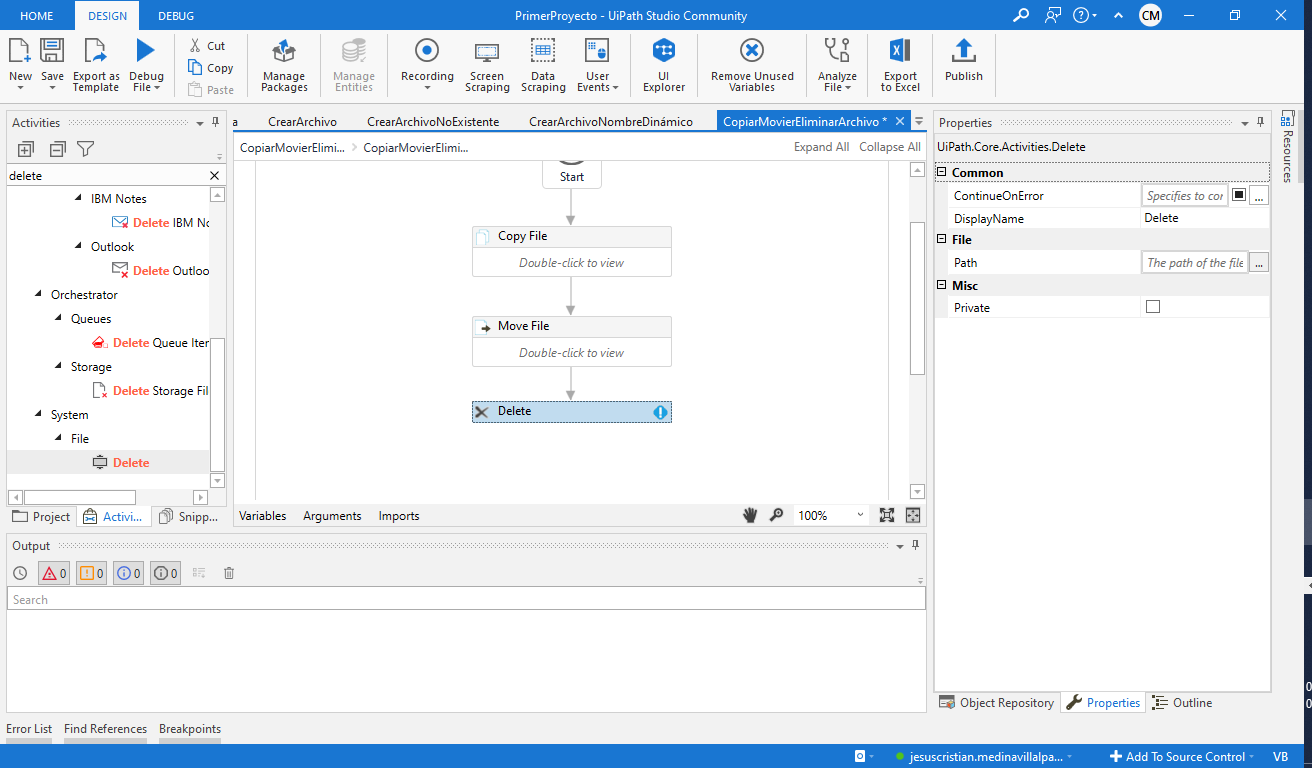 HOME DESIGN DEBUG PrimerProyecto - UiPath Studio Community CM
New Save Export as Template Debug File Cut Copy Paste Manage Packages Manage Entities Recording Screen Scraping Data Scraping User Events UI Explorer Remove Unused Variables Analyze File Export to Excel Publish
Activities
delete
IBM Notes
Delete IBM No
Outlook
Delete Outloo
Orchestrator
Queues
Delete Queue Iter
Storage
Delete Storage Fil
System
File
Delete
Project Activi... Snipp...
a CrearArchivo CrearArchivoNoExistente CrearArchivoNombreDinámico CopiarMovierEliminarArchivo *
CopiarMovierElimi... > CopiarMovierElimi... Expand All Collapse All
Start
Copy File
Double-click to view
Move File
Double-click to view
Delete
Variables Arguments Imports 100%
Properties
UiPath.Core.Activities.Delete
Common
ContinueOnError Specifies to cor ...
DisplayName Delete
File
Path The path of the file ...
Misc
Private
Resources
Object Repository Properties Outline
Output
0 0 0 0
Search
Error List Find References Breakpoints
jesuscristian.medinavillalpa... Add To Source Control VB
0
0